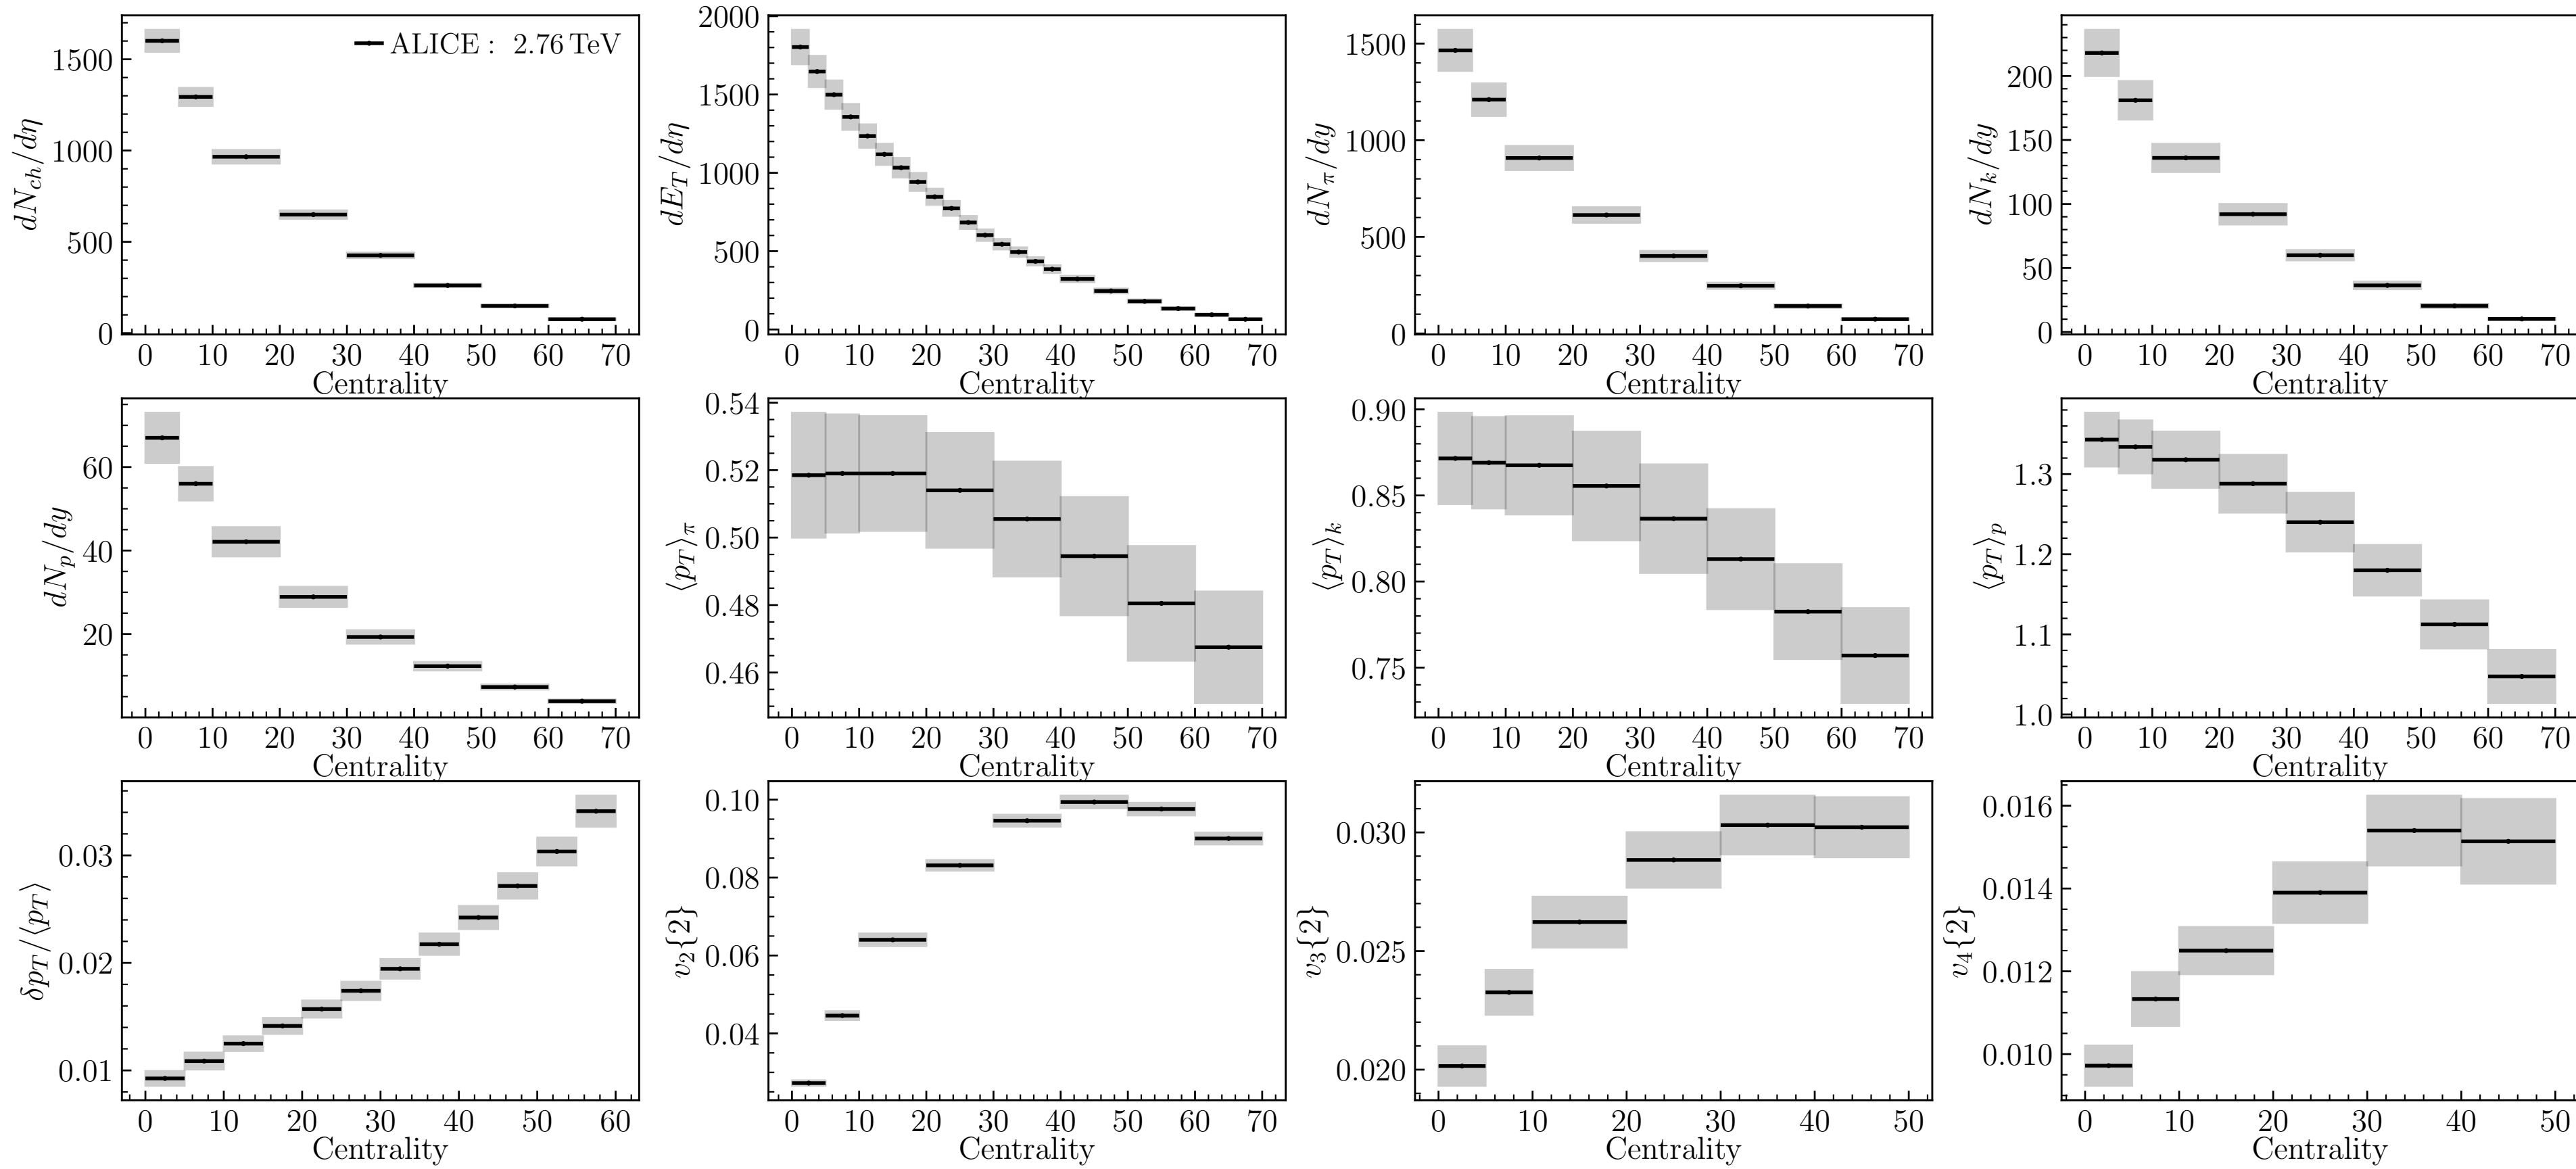 ALICE : 2.76 TeV
dN_{ch}/dη
1500
1000
500
0
0 10 20 30 40 50 60 70
Centrality
dE_T/dη
2000
1500
1000
500
0
0 10 20 30 40 50 60 70
Centrality
dN_π/dy
1500
1000
500
0
0 10 20 30 40 50 60 70
Centrality
dN_k/dy
200
150
100
50
0
0 10 20 30 40 50 60 70
Centrality
dN_p/dy
60
40
20
0 10 20 30 40 50 60 70
Centrality
⟨p_T⟩_π
0.54
0.52
0.50
0.48
0.46
0 10 20 30 40 50 60 70
Centrality
⟨p_T⟩_k
0.90
0.85
0.80
0.75
0 10 20 30 40 50 60 70
Centrality
⟨p_T⟩_p
1.3
1.2
1.1
1.0
0 10 20 30 40 50 60 70
Centrality
δp_T/⟨p_T⟩
0.03
0.02
0.01
0 10 20 30 40 50 60
Centrality
v_2{2}
0.10
0.08
0.06
0.04
0 10 20 30 40 50 60 70
Centrality
v_3{2}
0.030
0.025
0.020
0 10 20 30 40 50
Centrality
v_4{2}
0.016
0.014
0.012
0.010
0 10 20 30 40 50
Centrality